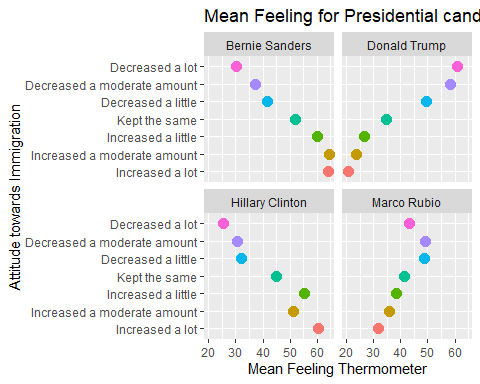 Mean Feeling for Presidential cand
Bernie Sanders
Donald Trump
Decreased a lot
Decreased a moderate amount
Decreased a little
Kept the same
Increased a little
Increased a moderate amount
Increased a lot
Hillary Clinton
Marco Rubio
Decreased a lot
Decreased a moderate amount
Decreased a little
Kept the same
Increased a little
Increased a moderate amount
Increased a lot
Attitude towards Immigration
20 30 40 50 60 20 30 40 50 60
Mean Feeling Thermometer